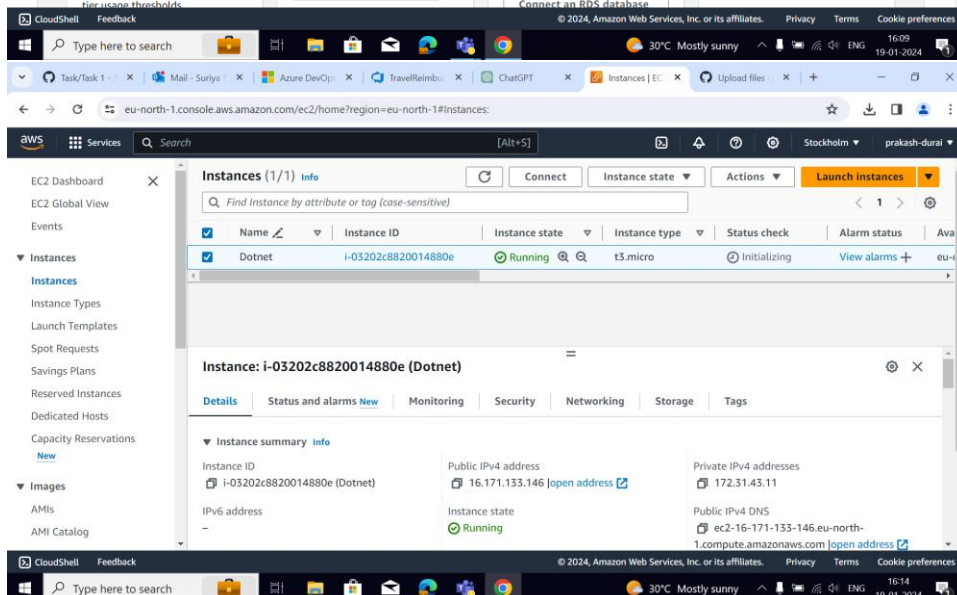 tier usage thresholds
Connect an RDS database
CloudShell Feedback © 2024, Amazon Web Services, Inc. or its affiliates. Privacy Terms Cookie preferences
Type here to search 30°C Mostly sunny ENG 16:09
19-01-2024
Task/Task 1 - Mail - Suriya Azure DevOp TravelReimbu ChatGPT Instances | EC Upload files
eu-north-1.console.aws.amazon.com/ec2/home?region=eu-north-1#Instances:
aws Services Search [Alt+S] Stockholm prakash-durai
EC2 Dashboard
EC2 Global View
Events
Instances
Instances
Instance Types
Launch Templates
Spot Requests
Savings Plans
Reserved Instances
Dedicated Hosts
Capacity Reservations
New
Images
AMIs
AMI Catalog
Instances (1/1) Info Connect Instance state Actions Launch instances
Find Instance by attribute or tag (case-sensitive) 1
Name Instance ID Instance state Instance type Status check Alarm status Ava
Dotnet i-03202c8820014880e Running t3.micro Initializing View alarms + eu-
Instance: i-03202c8820014880e (Dotnet)
Details Status and alarms New Monitoring Security Networking Storage Tags
Instance summary Info
Instance ID Public IPv4 address Private IPv4 addresses
i-03202c8820014880e (Dotnet) 16.171.133.146 |open address 172.31.43.11
IPv6 address Instance state Public IPv4 DNS
– Running ec2-16-171-133-146.eu-north-
1.compute.amazonaws.com |open address
CloudShell Feedback © 2024, Amazon Web Services, Inc. or its affiliates. Privacy Terms Cookie preferences
Type here to search 30°C Mostly sunny ENG 16:14
19-01-2024